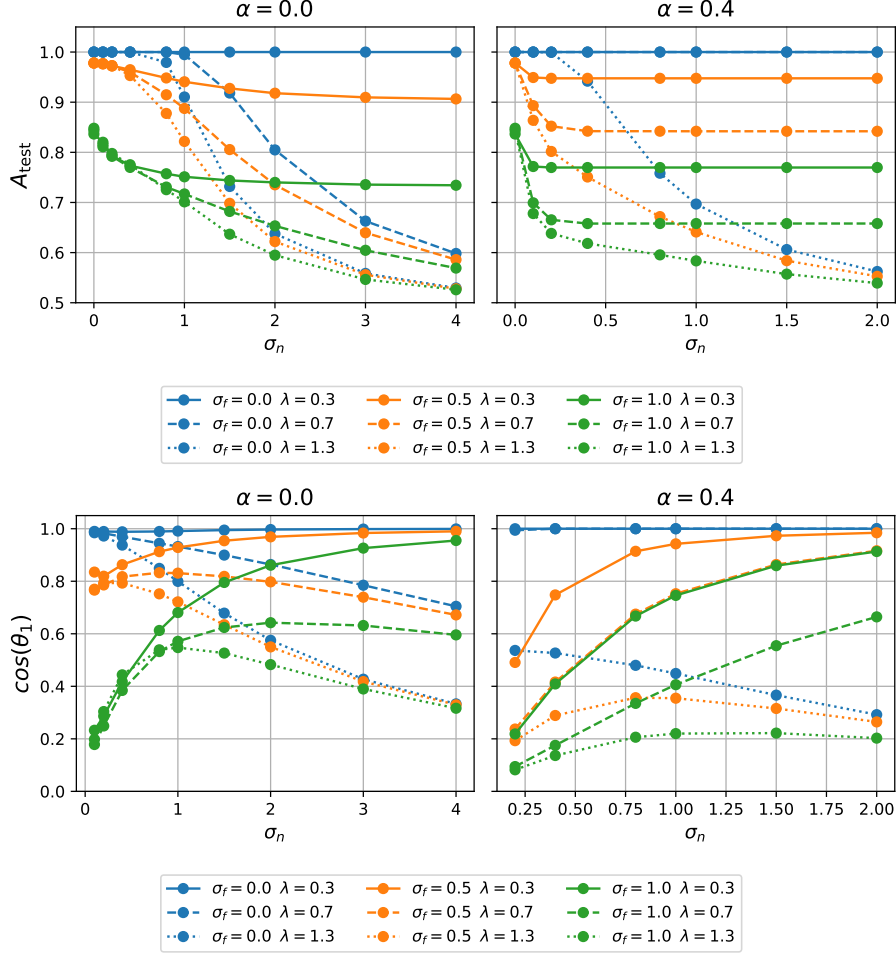 α = 0.0
α = 0.4
A_test
1.0
0.9
0.8
0.7
0.6
0.5
0 1 2 3 4
0.0 0.5 1.0 1.5 2.0
σ_n
σ_n
σ_f = 0.0 λ = 0.3 σ_f = 0.5 λ = 0.3 σ_f = 1.0 λ = 0.3
σ_f = 0.0 λ = 0.7 σ_f = 0.5 λ = 0.7 σ_f = 1.0 λ = 0.7
σ_f = 0.0 λ = 1.3 σ_f = 0.5 λ = 1.3 σ_f = 1.0 λ = 1.3
α = 0.0
α = 0.4
cos(θ_1)
1.0
0.8
0.6
0.4
0.2
0.0
0 1 2 3 4
0.25 0.50 0.75 1.00 1.25 1.50 1.75 2.00
σ_n
σ_n
σ_f = 0.0 λ = 0.3 σ_f = 0.5 λ = 0.3 σ_f = 1.0 λ = 0.3
σ_f = 0.0 λ = 0.7 σ_f = 0.5 λ = 0.7 σ_f = 1.0 λ = 0.7
σ_f = 0.0 λ = 1.3 σ_f = 0.5 λ = 1.3 σ_f = 1.0 λ = 1.3